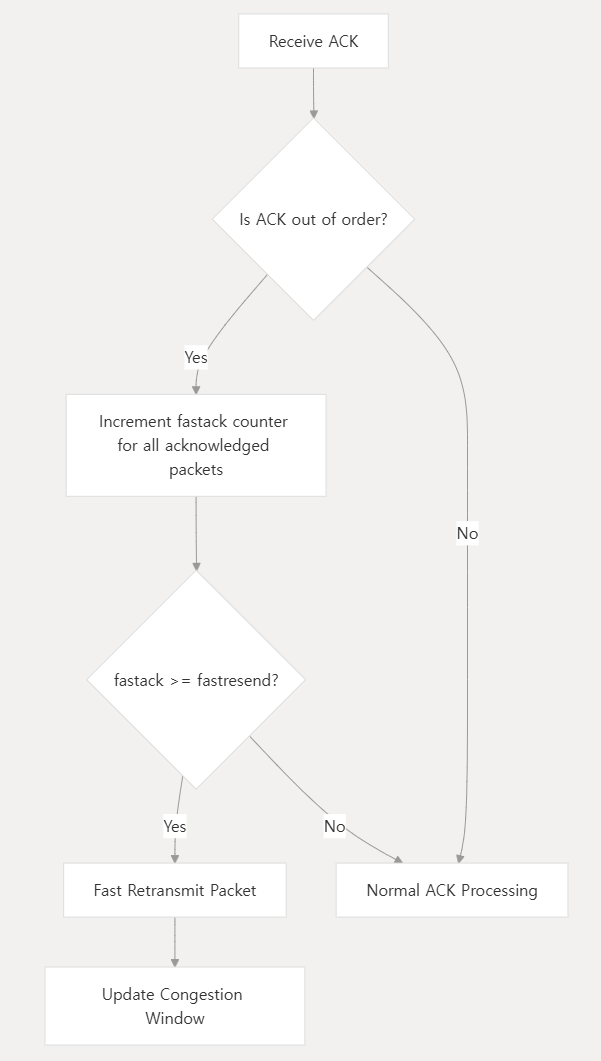 Receive ACK
Is ACK out of order?
Yes
Increment fastack counter
for all acknowledged
packets
No
fastack >= fastresend?
Yes
No
Fast Retransmit Packet
Normal ACK Processing
Update Congestion
Window